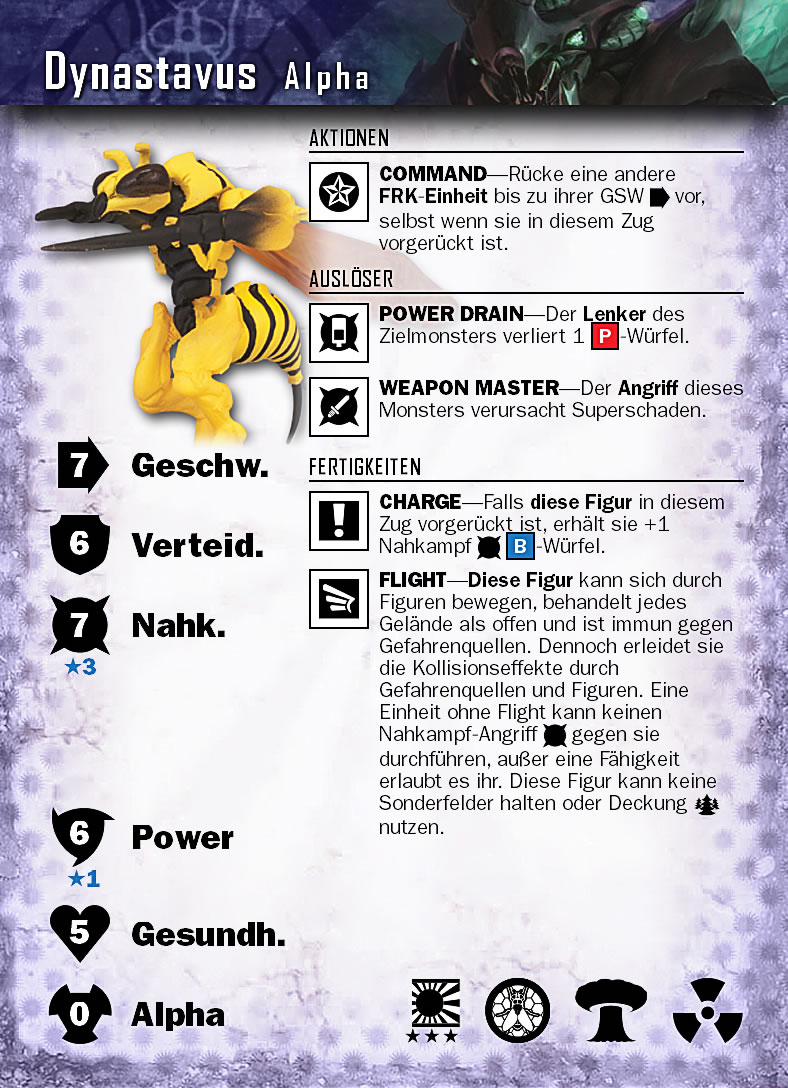 Dynastavus Alpha
AKTIONEN
COMMAND—Rücke eine andere
FRK-Einheit bis zu ihrer GSW vor,
selbst wenn sie in diesem Zug
vorgerückt ist.
AUSLÖSER
POWER DRAIN—Der Lenker des
Zielmonsters verliert 1 P-Würfel.
WEAPON MASTER—Der Angriff dieses
Monsters verursacht Superschaden.
FERTIGKEITEN
CHARGE—Falls diese Figur in diesem
Zug vorgerückt ist, erhält sie +1
Nahkampf B-Würfel.
FLIGHT—Diese Figur kann sich durch
Figuren bewegen, behandelt jedes
Gelände als offen und ist immun gegen
Gefahrenquellen. Dennoch erleidet sie
die Kollisionseffekte durch
Gefahrenquellen und Figuren. Eine
Einheit ohne Flight kann keinen
Nahkampf-Angriff gegen sie
durchführen, außer eine Fähigkeit
erlaubt es ihr. Diese Figur kann keine
Sonderfelder halten oder Deckung
nutzen.
7 Geschw.
6 Verteid.
7 Nahk.
★3
6 Power
★1
5 Gesundh.
0 Alpha
★★★